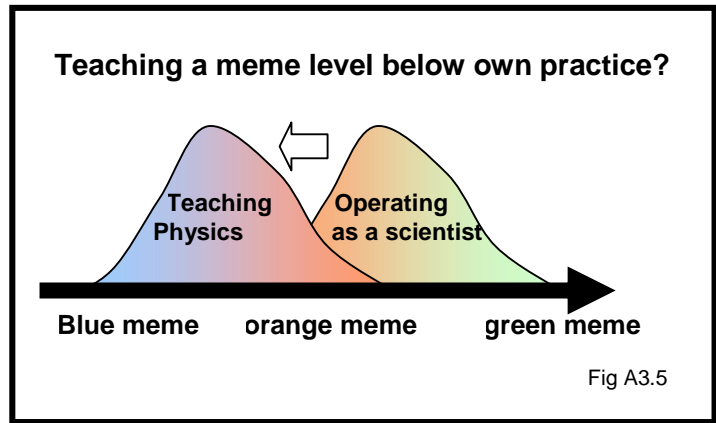 Teaching a meme level below own practice?
Teaching
Physics
Operating
as a scientist
Blue meme
orange meme
green meme
Fig A3.5